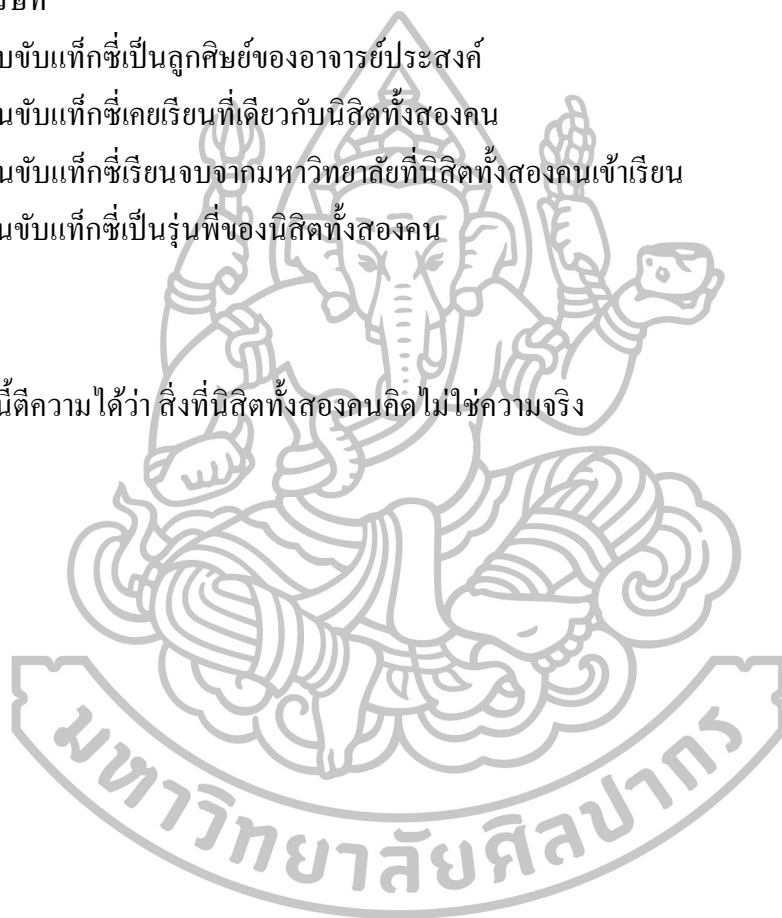 ขับแท็กซี่เป็นลูกศิษย์ของอาจารย์ประสงค์
นขับแท็กซี่เคยเรียนที่เดียวกับนิสิตทั้งสองคน
นขับแท็กซี่เรียนจบจากมหาวิทยาลัยที่นิสิตทั้งสองคนเข้าเรียน
นขับแท็กซี่เป็นรุ่นพี่ของนิสิตทั้งสองคน
นี้ตีความได้ว่า สิ่งที่นิสิตทั้งสองคนคิดไม่ใช่ความจริง
มหาวิทยาลัยศิลปากร